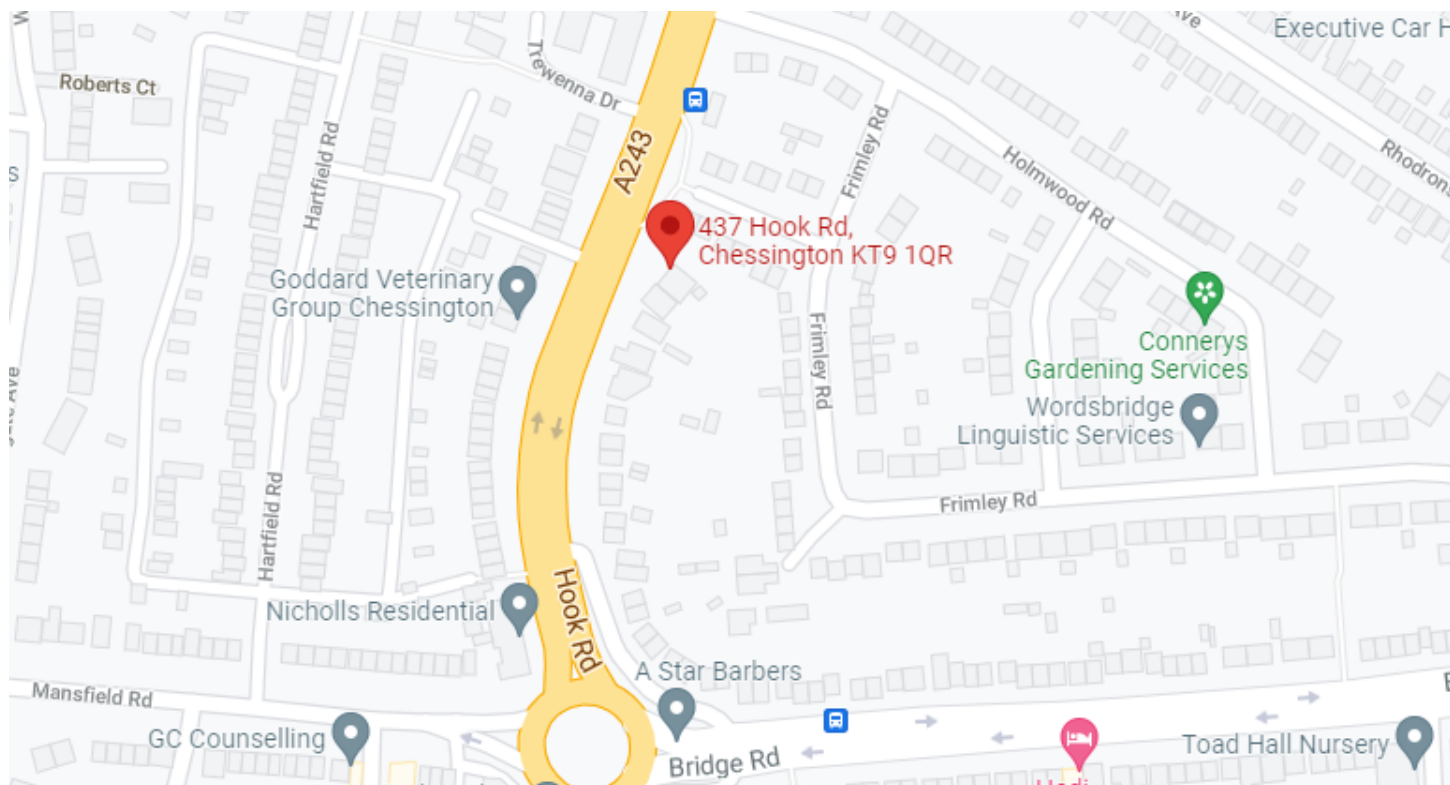 Executive Car H
Ave
Roberts Ct
Trewenna Dr
Hartfield Rd
A243
Frimley Rd
Holmwood Rd
Rhodrons
437 Hook Rd,
Chessington KT9 1QR
Goddard Veterinary
Group Chessington
Frimley Rd
Connerys
Gardening Services
Wordsbridge
Linguistic Services
Hartfield Rd
Frimley Rd
Hook Rd
Nicholls Residential
A Star Barbers
Mansfield Rd
GC Counselling
Bridge Rd
Toad Hall Nursery